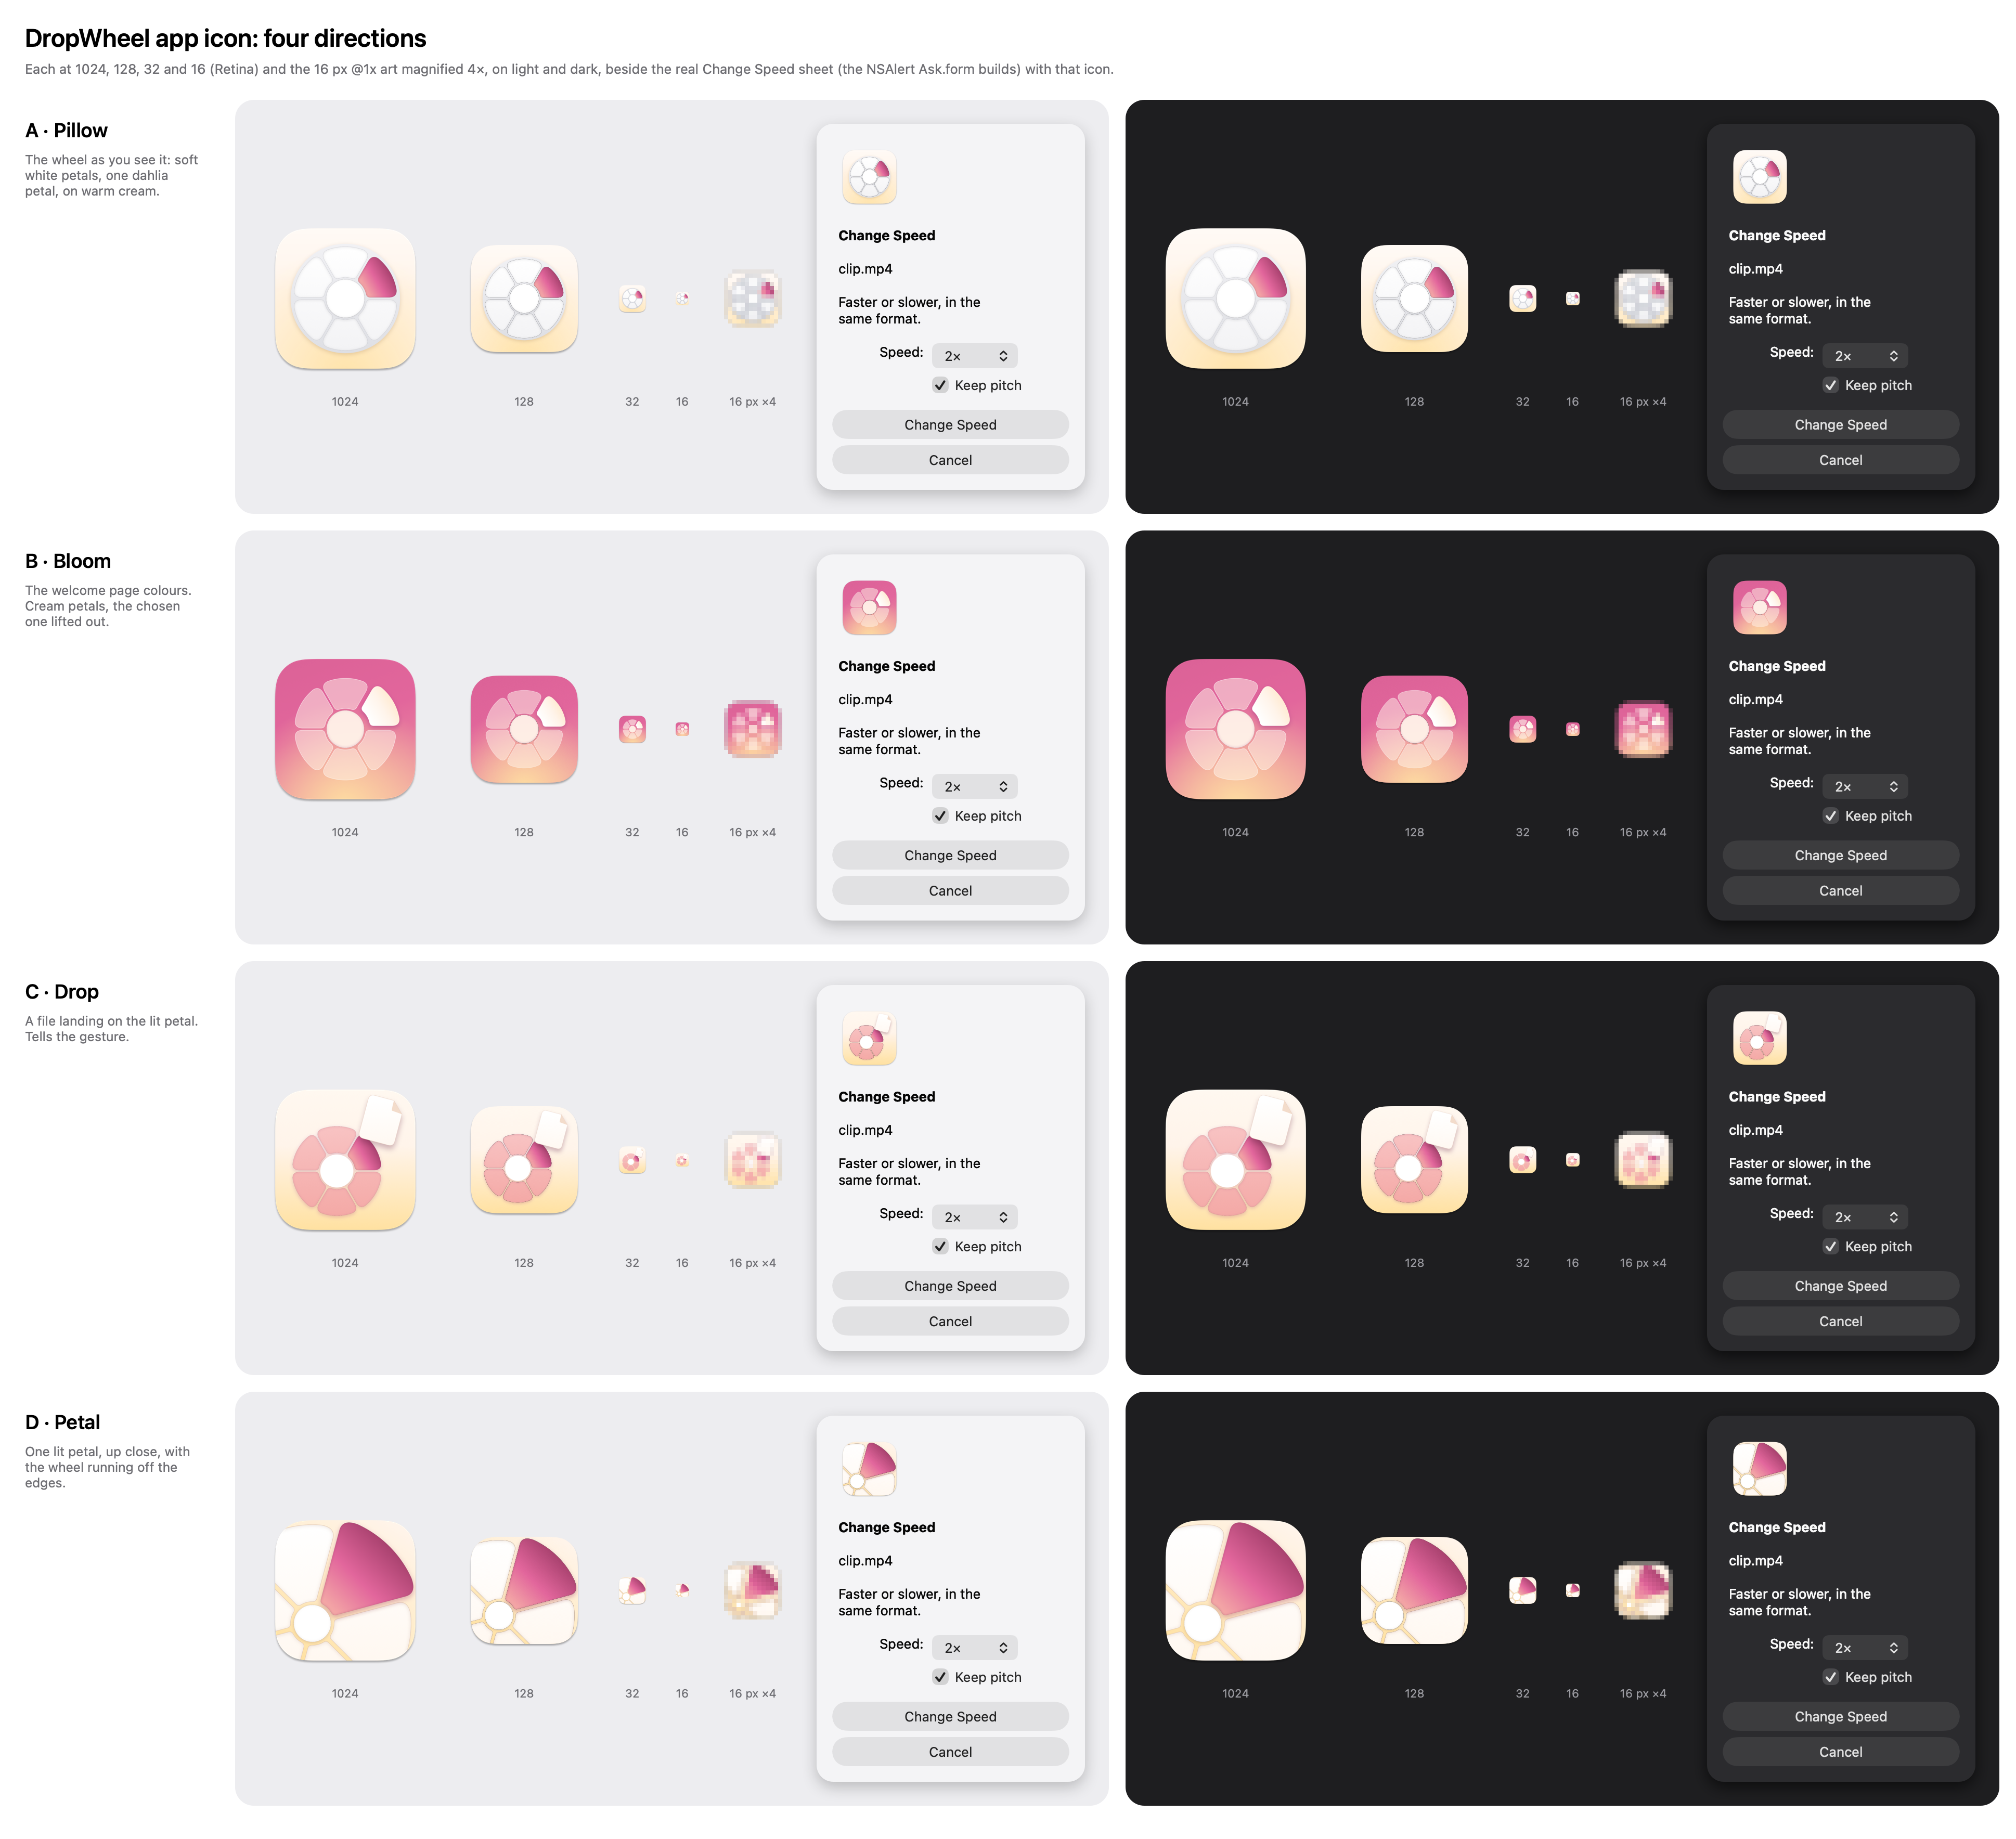 DropWheel app icon: four directions
Each at 1024, 128, 32 and 16 (Retina) and the 16 px @1x art magnified 4×, on light and dark, beside the real Change Speed sheet (the NSAlert Ask.form builds) with that icon.
A · Pillow
The wheel as you see it: soft
white petals, one dahlia
petal, on warm cream.
1024
128
32
16
16 px ×4
Change Speed
clip.mp4
Faster or slower, in the
same format.
Speed:
2×
Keep pitch
Change Speed
Cancel
1024
128
32
16
16 px ×4
Change Speed
clip.mp4
Faster or slower, in the
same format.
Speed:
2×
Keep pitch
Change Speed
Cancel
B · Bloom
The welcome page colours.
Cream petals, the chosen
one lifted out.
1024
128
32
16
16 px ×4
Change Speed
clip.mp4
Faster or slower, in the
same format.
Speed:
2×
Keep pitch
Change Speed
Cancel
1024
128
32
16
16 px ×4
Change Speed
clip.mp4
Faster or slower, in the
same format.
Speed:
2×
Keep pitch
Change Speed
Cancel
C · Drop
A file landing on the lit petal.
Tells the gesture.
1024
128
32
16
16 px ×4
Change Speed
clip.mp4
Faster or slower, in the
same format.
Speed:
2×
Keep pitch
Change Speed
Cancel
1024
128
32
16
16 px ×4
Change Speed
clip.mp4
Faster or slower, in the
same format.
Speed:
2×
Keep pitch
Change Speed
Cancel
D · Petal
One lit petal, up close, with
the wheel running off the
edges.
1024
128
32
16
16 px ×4
Change Speed
clip.mp4
Faster or slower, in the
same format.
Speed:
2×
Keep pitch
Change Speed
Cancel
1024
128
32
16
16 px ×4
Change Speed
clip.mp4
Faster or slower, in the
same format.
Speed:
2×
Keep pitch
Change Speed
Cancel